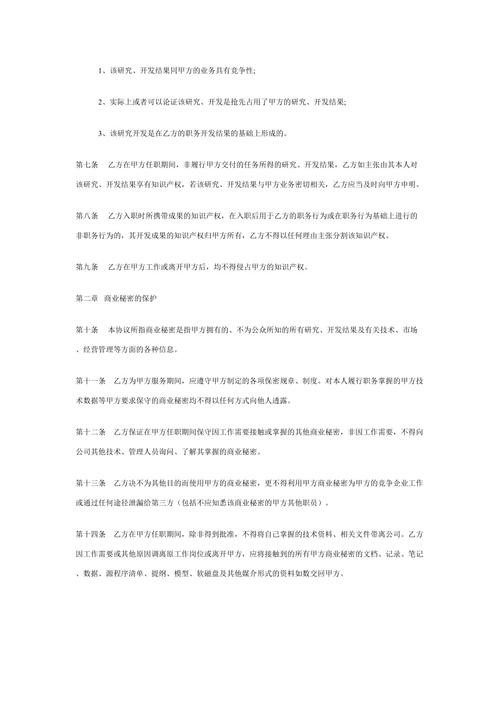 1、该研究、开发结果同甲方的业务具有竞争性;
2、实际上或者可以论证该研究、开发是抢先占用了甲方的研究、开发结果;
3、该研究开发是在乙方的职务开发结果的基础上形成的。
第七条 乙方在甲方任职期间，非履行甲方交付的任务所得的研究、开发结果，乙方如主张由其本人对
该研究、开发结果享有知识产权，若该研究、开发结果与甲方业务密切相关，乙方应当及时向甲方申明。
第八条 乙方入职时所携带成果的知识产权，在入职后用于乙方的职务行为或在职务行为基础上进行的
非职务行为的，其开发成果的知识产权归甲方所有，乙方不得以任何理由主张分割该知识产权。
第九条 乙方在甲方工作或离开甲方后，均不得侵占甲方的知识产权。
第二章 商业秘密的保护
第十条 本协议所指商业秘密是指甲方拥有的、不为公众所知的所有研究、开发结果及有关技术、市场
、经营管理等方面的各种信息。
第十一条 乙方为甲方服务期间，应遵守甲方制定的各项保密规章、制度。对本人履行职务掌握的甲方技
术数据等甲方要求保守的商业秘密均不得以任何方式向他人透露。
第十二条 乙方保证在甲方任职期间保守因工作需要接触或掌握的其他商业秘密，非因工作需要，不得向
公司其他技术、管理人员询问、了解其掌握的商业秘密。
第十三条 乙方决不为其他目的而使用甲方的商业秘密，更不得利用甲方商业秘密为甲方的竞争企业工作
或通过任何途径泄漏给第三方（包括不应知悉该商业秘密的甲方其他职员）。
第十四条 乙方在甲方任职期间，除非得到批准，不得将自己掌握的技术资料、相关文件带离公司。乙方
因工作需要或其他原因调离原工作岗位或离开甲方，应将接触到的所有甲方商业秘密的文档、记录、笔记
、数据、源程序清单、提纲、模型、软磁盘及其他媒介形式的资料如数交回甲方。